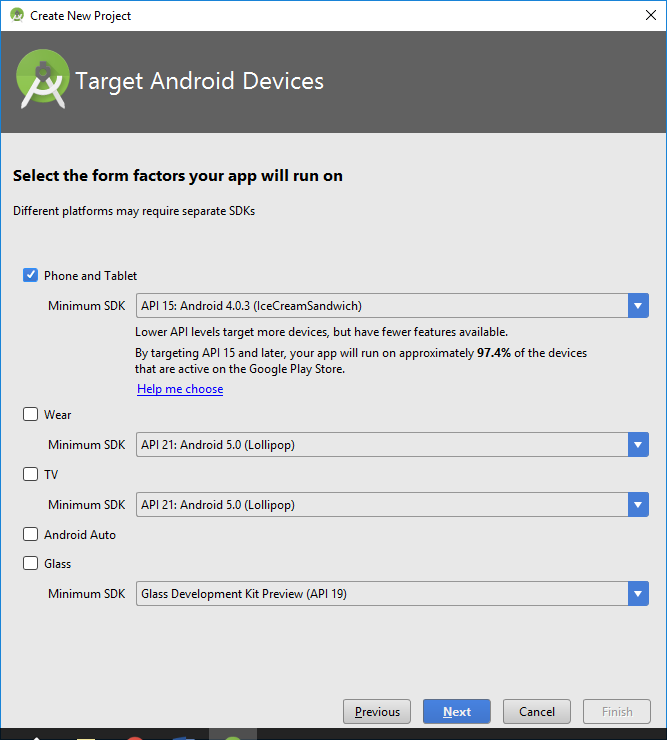 Create New Project
Target Android Devices
Select the form factors your app will run on
Different platforms may require separate SDKs
Phone and Tablet
Minimum SDK API 15: Android 4.0.3 (IceCreamSandwich)
Lower API levels target more devices, but have fewer features available.
By targeting API 15 and later, your app will run on approximately 97.4% of the devices
that are active on the Google Play Store.
Help me choose
Wear
Minimum SDK API 21: Android 5.0 (Lollipop)
TV
Minimum SDK API 21: Android 5.0 (Lollipop)
Android Auto
Glass
Minimum SDK Glass Development Kit Preview (API 19)
Previous Next Cancel Finish